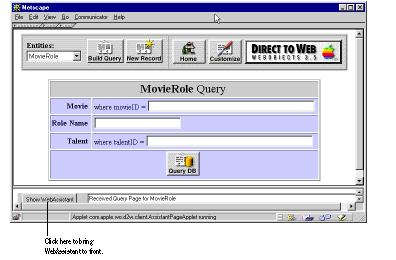 Netscape
File Edit View Go Communicator Help
Entities:
MovieRole
Build Query New Record Home Customize DIRECT TO WEB
WEBOBJECTS 3.5
MovieRole Query
Movie where movieID =
Role Name
Talent where talentID =
Query DB
Show WebAssistant Received Query Page for MovieRole
Applet com.apple.wo.d2w.client.AssistantPageApplet running
Click here to bring
WebAssistant to front.